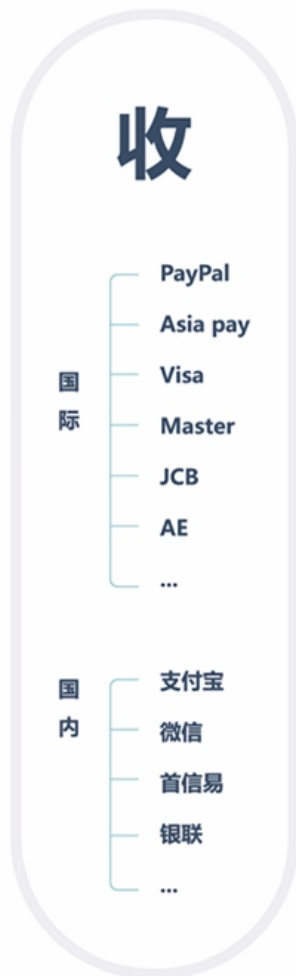 收
国际
PayPal
Asia pay
Visa
Master
JCB
AE
...
国内
支付宝
微信
首信易
银联
...